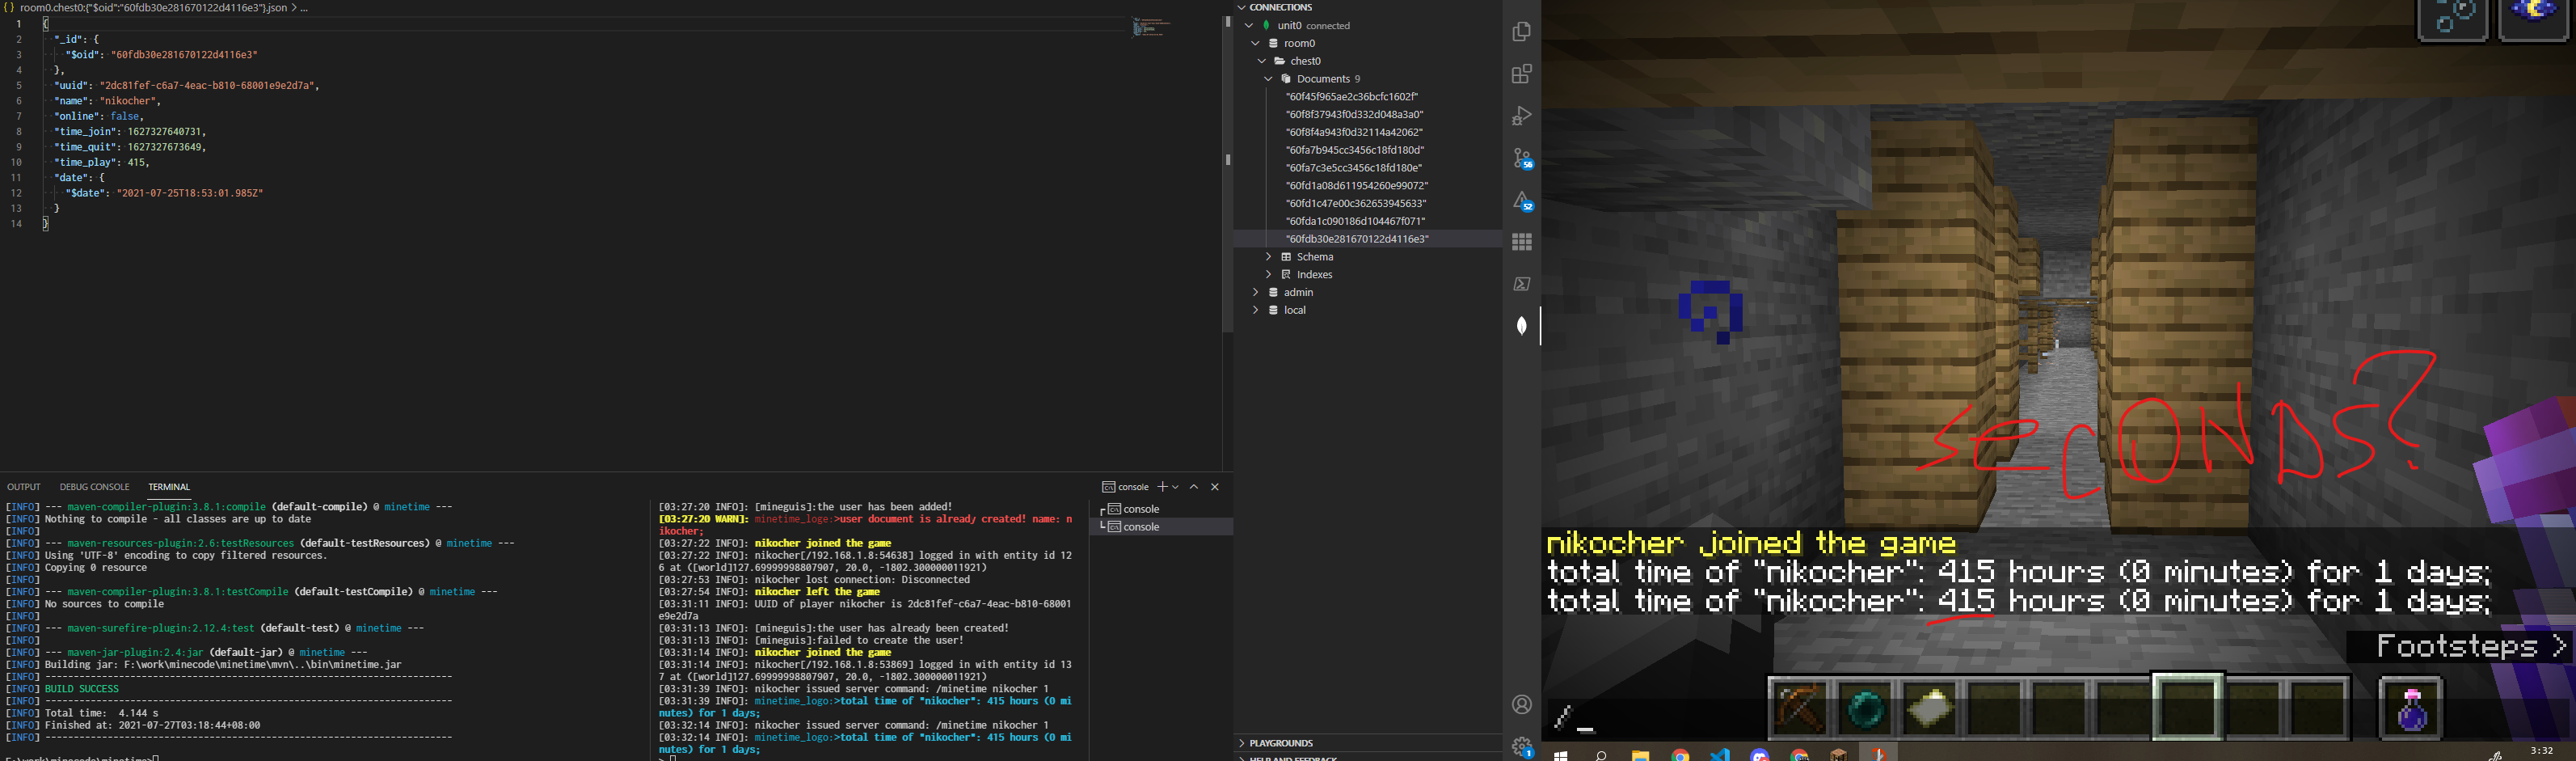 room0.chest0:{"$oid":"60fdb30e281670122d4116e3"}.json > ...
1 {
2 "_id": {
3 "$oid": "60fdb30e281670122d4116e3"
4 },
5 "uuid": "2dc81fef-c6a7-4eac-b810-68001e9e2d7a",
6 "name": "nikocher",
7 "online": false,
8 "time_join": 1627327640731,
9 "time_quit": 1627327673649,
10 "time_play": 415,
11 "date": {
12 "$date": "2021-07-25T18:53:01.985Z"
13 }
14 }
OUTPUT DEBUG CONSOLE TERMINAL
console
[INFO] --- maven-compiler-plugin:3.8.1:compile (default-compile) @ minetime ---
[INFO] Nothing to compile - all classes are up to date
[INFO]
[INFO] --- maven-resources-plugin:2.6:testResources (default-testResources) @ minetime ---
[INFO] Using 'UTF-8' encoding to copy filtered resources.
[INFO] Copying 0 resource
[INFO]
[INFO] --- maven-compiler-plugin:3.8.1:testCompile (default-testCompile) @ minetime ---
[INFO] No sources to compile
[INFO]
[INFO] --- maven-surefire-plugin:2.12.4:test (default-test) @ minetime ---
[INFO]
[INFO] --- maven-jar-plugin:2.4:jar (default-jar) @ minetime ---
[INFO] Building jar: F:\work\minecode\minetime\mvn\..\bin\minetime.jar
[INFO] ------------------------------------------------------------------------
[INFO] BUILD SUCCESS
[INFO] ------------------------------------------------------------------------
[INFO] Total time:  4.144 s
[INFO] Finished at: 2021-07-27T03:18:44+08:00
[INFO] ------------------------------------------------------------------------
F:\work\minecode\minetime>
[03:27:20 INFO]: [mineguis]:the user has been added!
[03:27:20 WARN]: minetime_loge:>user document is already created! name: n
ikocher;
[03:27:22 INFO]: nikocher joined the game
[03:27:22 INFO]: nikocher[/192.168.1.8:54638] logged in with entity id 12
6 at ([world]127.69999998807907, 20.0, -1802.300000011921)
[03:27:53 INFO]: nikocher lost connection: Disconnected
[03:27:54 INFO]: nikocher left the game
[03:31:11 INFO]: UUID of player nikocher is 2dc81fef-c6a7-4eac-b810-68001
e9e2d7a
[03:31:13 INFO]: [mineguis]:the user has already been created!
[03:31:13 INFO]: [mineguis]:failed to create the user!
[03:31:14 INFO]: nikocher joined the game
[03:31:14 INFO]: nikocher[/192.168.1.8:53869] logged in with entity id 13
7 at ([world]127.69999998807907, 20.0, -1802.300000011921)
[03:31:39 INFO]: nikocher issued server command: /minetime nikocher 1
[03:31:39 INFO]: minetime_logo:>total time of "nikocher": 415 hours (0 mi
nutes) for 1 days;
[03:32:14 INFO]: nikocher issued server command: /minetime nikocher 1
[03:32:14 INFO]: minetime_logo:>total time of "nikocher": 415 hours (0 mi
nutes) for 1 days;
>
console
console
CONNECTIONS
unit0 connected
room0
chest0
Documents 9
"60f45f965ae2c36bcfc1602f"
"60f8f37943f0d332d048a3a0"
"60f8f4a943f0d32114a42062"
"60fa7b945cc3456c18fd180d"
"60fa7c3e5cc3456c18fd180e"
"60fd1a08d611954260e99072"
"60fd1c47e00c362653945633"
"60fda1c090186d104467f071"
"60fdb30e281670122d4116e3"
Schema
Indexes
admin
local
PLAYGROUNDS
HELP AND FEEDBACK
56
52
1
SECONDS?
nikocher joined the game
total time of "nikocher": 415 hours (0 minutes) for 1 days;
total time of "nikocher": 415 hours (0 minutes) for 1 days;
Footsteps >
/_
3:32